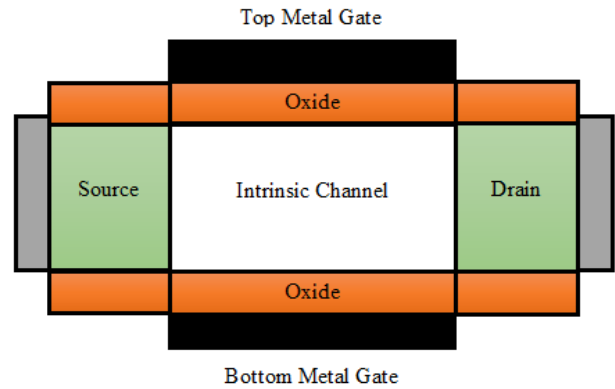 Top Metal Gate
Oxide
Source
Intrinsic Channel
Drain
Oxide
Bottom Metal Gate